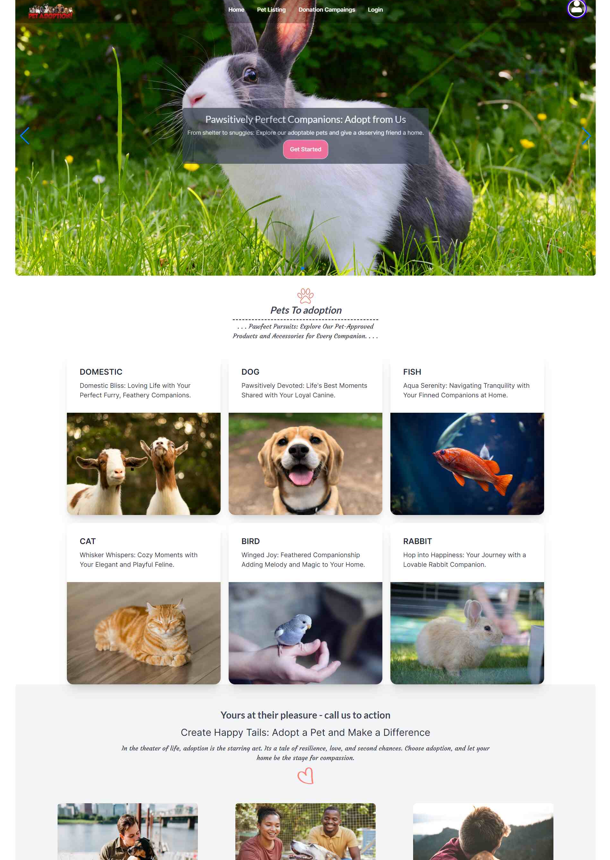 PET ADOPTION
Home Pet Listing Donation Campaings Login
Pawsitively Perfect Companions: Adopt from Us
From shelter to snuggles: Explore our adoptable pets and give a deserving friend a home.
Get Started
Pets To adoption
. . . Pawfect Pursuits: Explore Our Pet-Approved
Products and Accessories for Every Companion. . . .
DOMESTIC
Domestic Bliss: Loving Life with Your
Perfect Furry, Feathery Companions.
DOG
Pawsitively Devoted: Life's Best Moments
Shared with Your Loyal Canine.
FISH
Aqua Serenity: Navigating Tranquility with
Your Finned Companions at Home.
CAT
Whisker Whispers: Cozy Moments with
Your Elegant and Playful Feline.
BIRD
Winged Joy: Feathered Companionship
Adding Melody and Magic to Your Home.
RABBIT
Hop into Happiness: Your Journey with a
Lovable Rabbit Companion.
Yours at their pleasure - call us to action
Create Happy Tails: Adopt a Pet and Make a Difference
In the theater of life, adoption is the starring act. Its a tale of resilience, love, and second chances. Choose adoption, and let your
home be the stage for compassion.